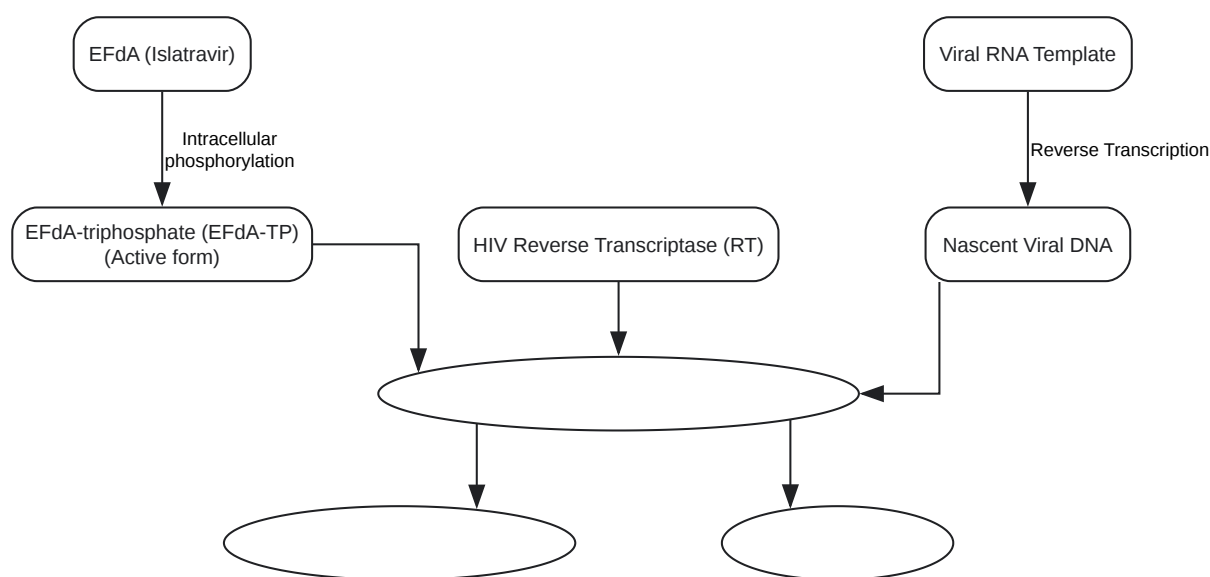 EFdA (Islatravir)
Viral RNA Template
Intracellular
phosphorylation
Reverse Transcription
EFdA-triphosphate (EFdA-TP)
(Active form)
HIV Reverse Transcriptase (RT)
Nascent Viral DNA